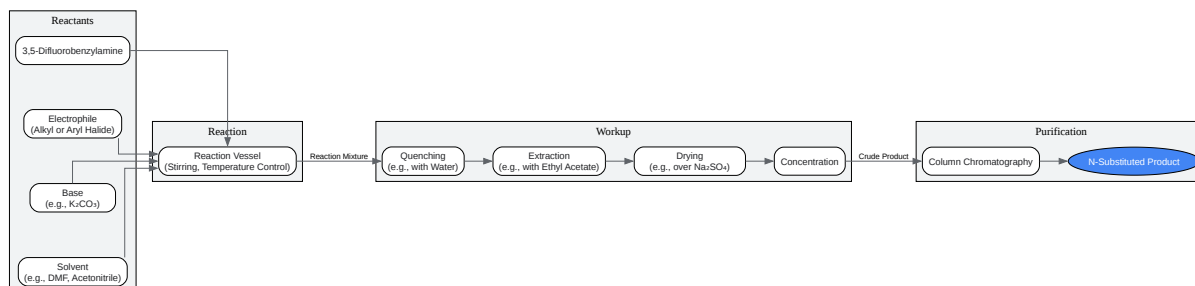 Reactants
3,5-Difluorobenzylamine
Electrophile
(Alkyl or Aryl Halide)
Base
(e.g., K₂CO₃)
Solvent
(e.g., DMF, Acetonitrile)
Reaction
Reaction Vessel
(Stirring, Temperature Control)
Reaction Mixture
Workup
Quenching
(e.g., with Water)
Extraction
(e.g., with Ethyl Acetate)
Drying
(e.g., over Na₂SO₄)
Concentration
Crude Product
Purification
Column Chromatography
N-Substituted Product